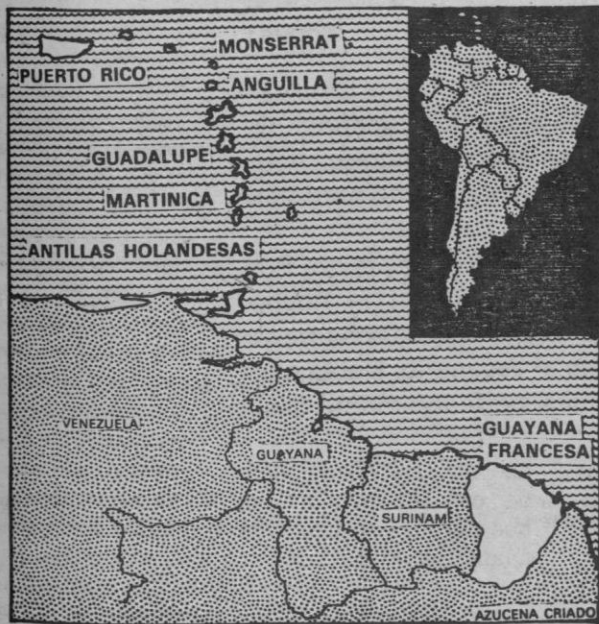 MONSERRAT
PUERTO RICO
ANGUILLA
GUADALUPE
MARTINICA
ANTILLAS HOLANDESAS
VENEZUELA
GUAYANA
GUAYANA
FRANCESA
SURINAM
AZUCENA CRIADO